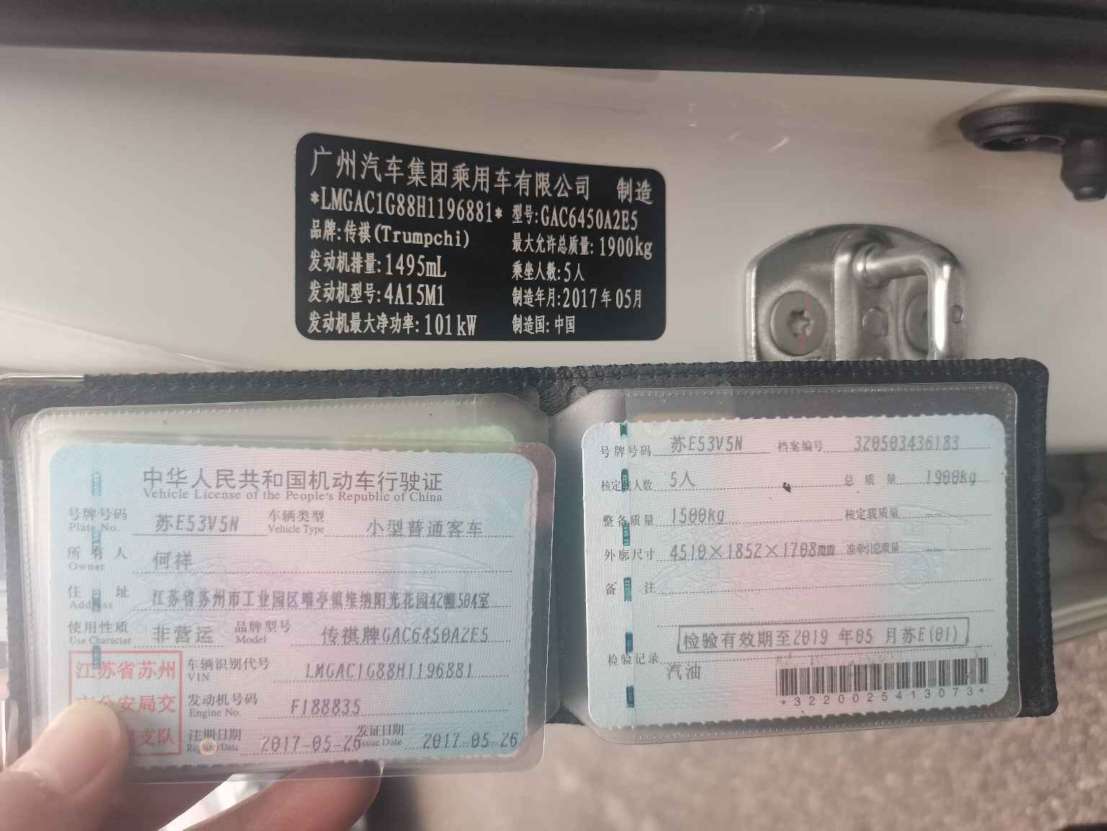 广州汽车集团乘用车有限公司 制造
*LMGAC1G88H1196881* 型号:GAC6450A2E5
品牌:传祺(Trumpchi) 最大允许总质量:1900kg
发动机排量:1495mL 乘坐人数:5人
发动机型号:4A15M1 制造年月:2017年05月
发动机最大净功率:101kW 制造国:中国
中华人民共和国机动车行驶证
Vehicle License of the People's Republic of China
号牌号码 苏E53V5N 车辆类型 小型普通客车
Plate No. Vehicle Type
所有人 何祥
Owner
住址 江苏省苏州市工业园区唯亭镇维纳阳光花园42幢504室
Address
使用性质 非营运 品牌型号 传祺牌GAC6450A2E5
Use Character Model
江苏省苏州 车辆识别代号 LMGAC1G88H1196881
VIN
公安局交 发动机号码 F188835
Engine No.
支队 注册日期 2017-05-26 发证日期 2017-05-26
Register Date Issue Date
号牌号码 苏E53V5N 档案编号 320503436183
核定载人数 5人 总质量 1900kg
整备质量 1500kg 核定载质量 --
外廓尺寸 4510×1852×1708mm 准牵引总质量 --
备注
检验有效期至2019年05月苏E(01)
检验记录
汽油
*3220025413073*